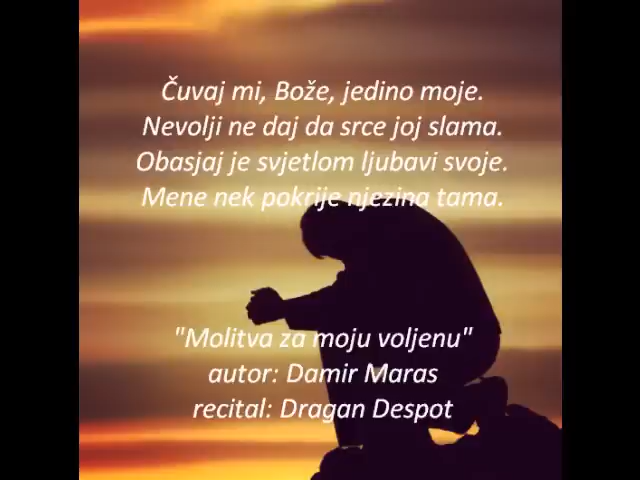 Čuvaj mi, Bože, jedino moje.
Nevolji ne daj da srce joj slama.
Obasjaj je svjetlom ljubavi svoje.
Mene nek pokrije njezina tama.
"Molitva za moju voljenu"
autor: Damir Maras
recital: Dragan Despot